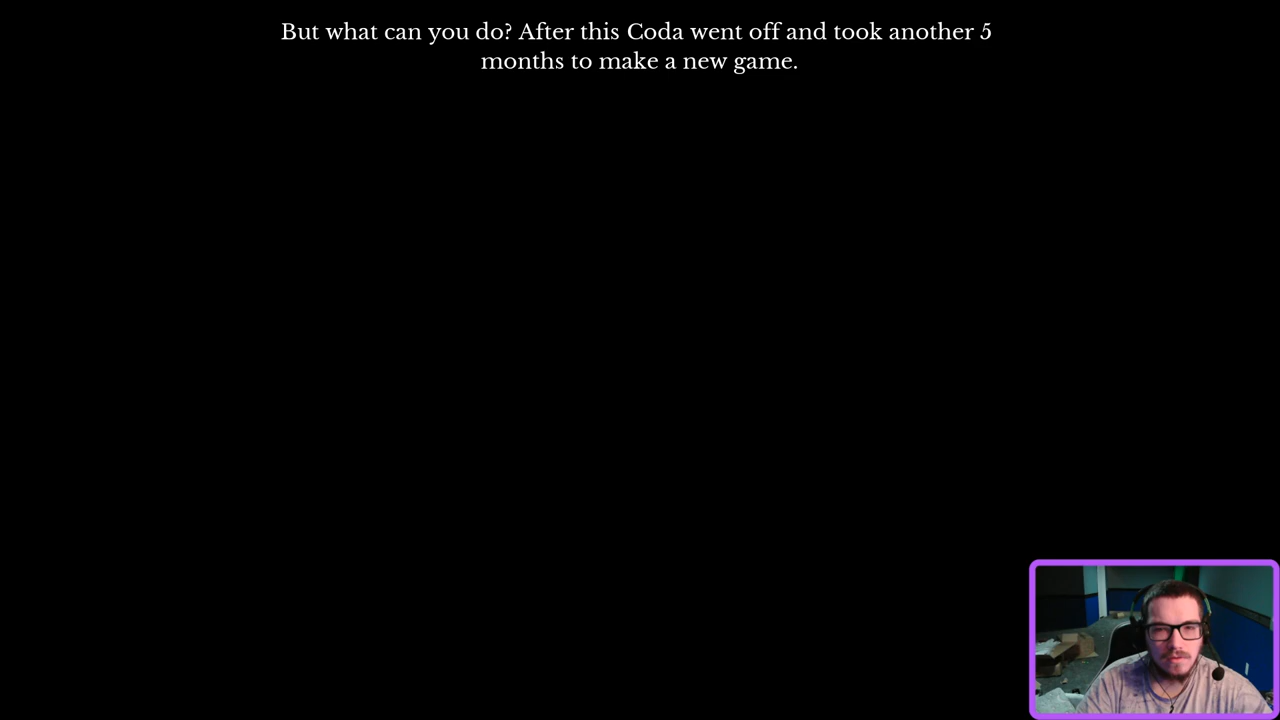 But what can you do? After this Coda went off and took another 5
months to make a new game.